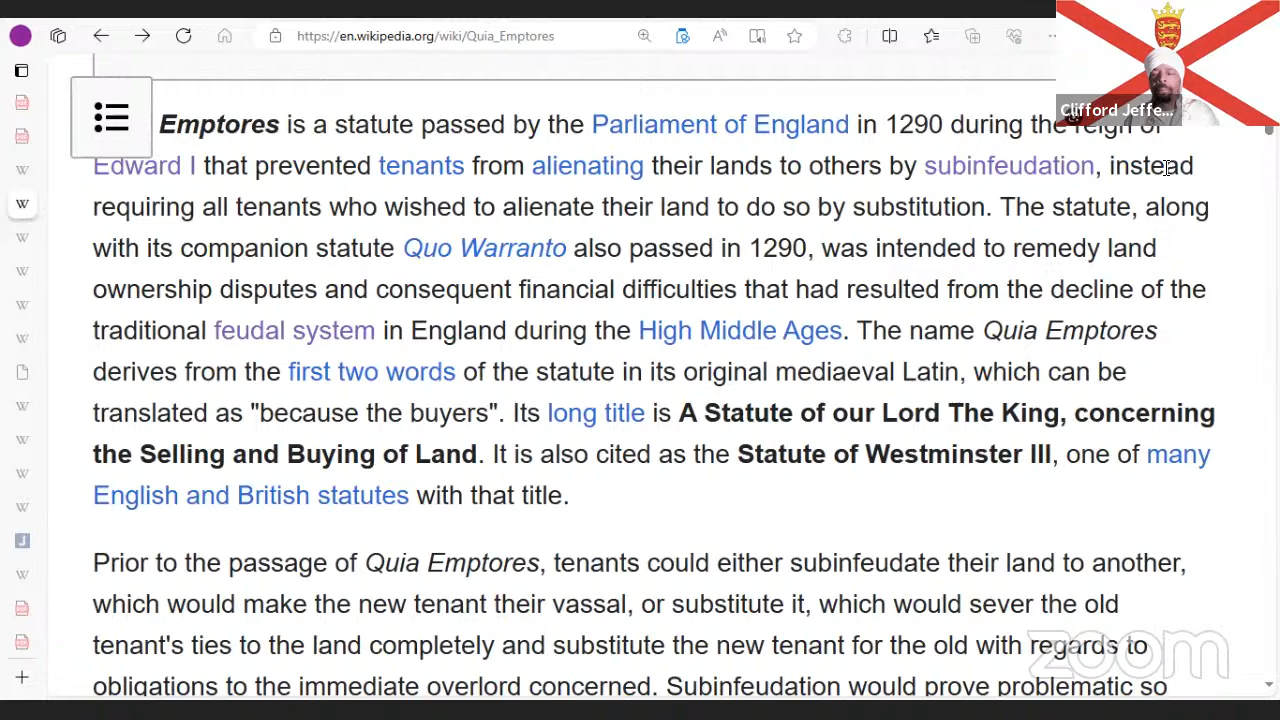 https://en.wikipedia.org/wiki/Quia_Emptores
Clifford Jeffe...
Emptores is a statute passed by the Parliament of England in 1290 during the reign of
Edward I that prevented tenants from alienating their lands to others by subinfeudation, instead
requiring all tenants who wished to alienate their land to do so by substitution. The statute, along
with its companion statute Quo Warranto also passed in 1290, was intended to remedy land
ownership disputes and consequent financial difficulties that had resulted from the decline of the
traditional feudal system in England during the High Middle Ages. The name Quia Emptores
derives from the first two words of the statute in its original mediaeval Latin, which can be
translated as "because the buyers". Its long title is A Statute of our Lord The King, concerning
the Selling and Buying of Land. It is also cited as the Statute of Westminster III, one of many
English and British statutes with that title.
Prior to the passage of Quia Emptores, tenants could either subinfeudate their land to another,
which would make the new tenant their vassal, or substitute it, which would sever the old
tenant's ties to the land completely and substitute the new tenant for the old with regards to
obligations to the immediate overlord concerned. Subinfeudation would prove problematic so
zoom